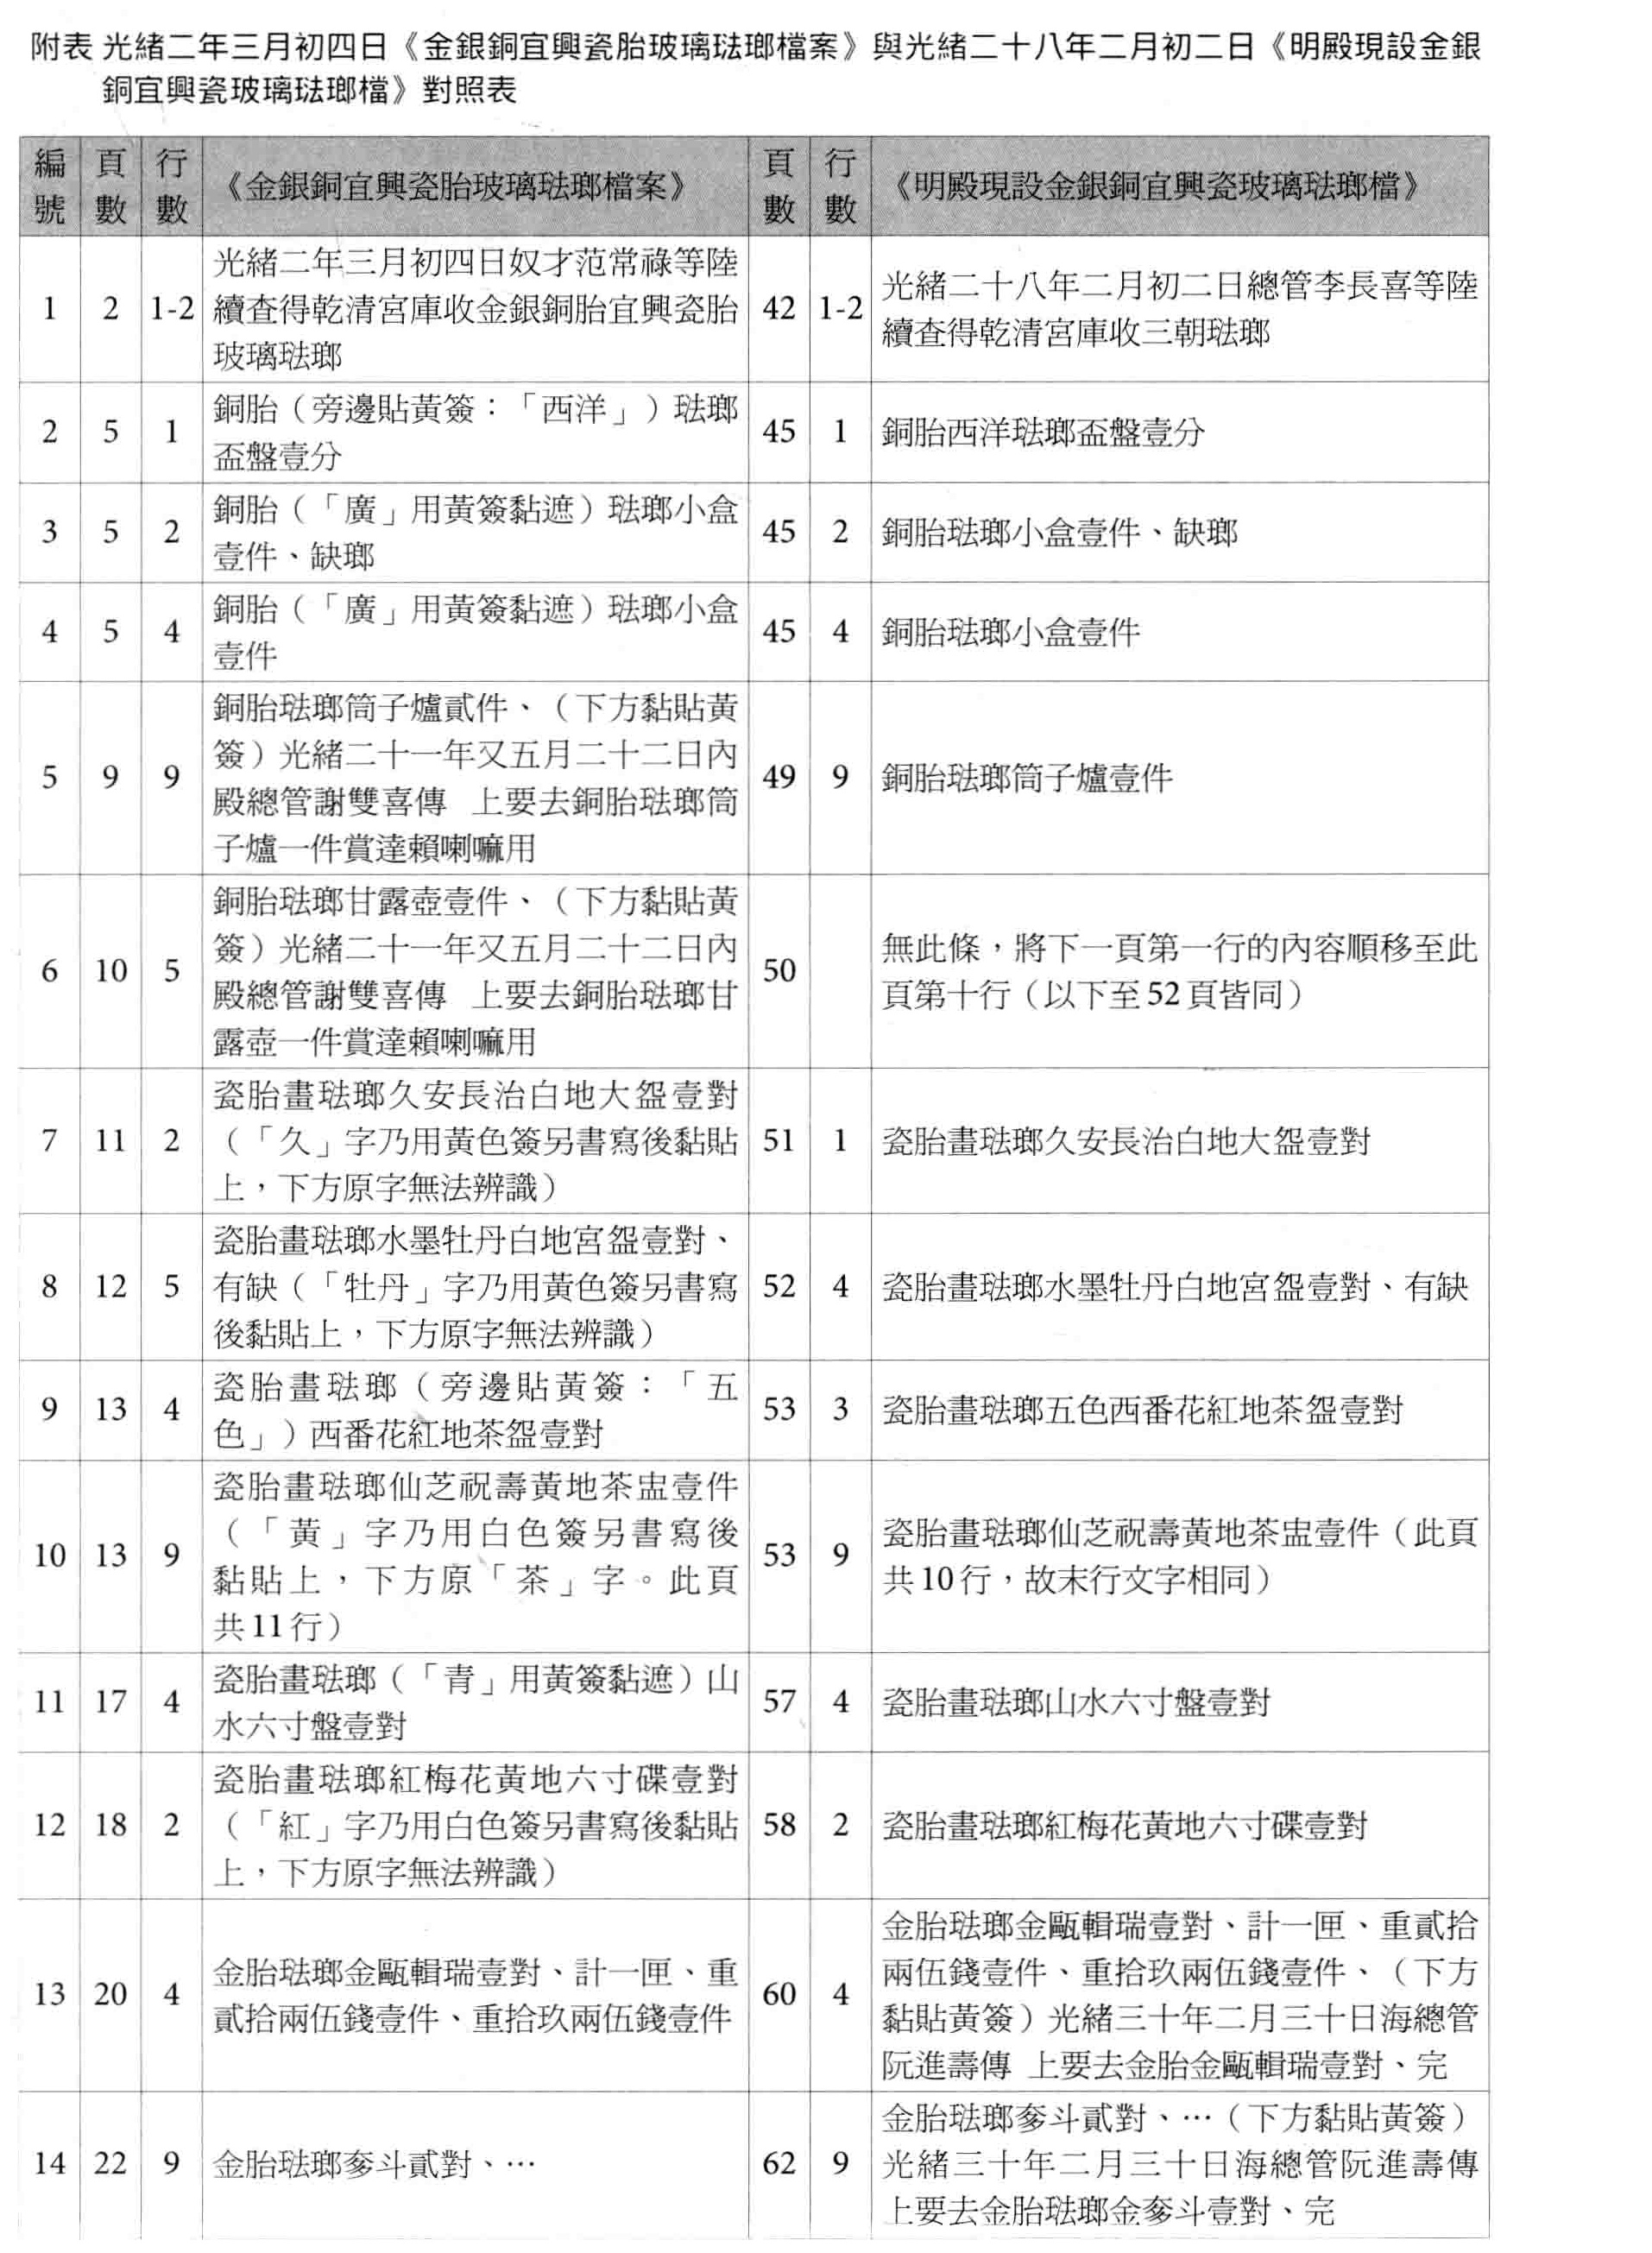 附表 光緒二年三月初四日《金銀銅宜興瓷胎玻璃琺瑯檔案》與光緒二十八年二月初二日《明殿現設金銀
銅宜興瓷玻璃琺瑯檔》對照表
編號 頁數 行數 《金銀銅宜興瓷胎玻璃琺瑯檔案》 頁數 行數 《明殿現設金銀銅宜興瓷玻璃琺瑯檔》
1 2 1-2
光緒二年三月初四日奴才范常祿等陸
續查得乾清宮庫收金銀銅胎宜興瓷胎
玻璃琺瑯
42 1-2
光緒二十八年二月初二日總管李長喜等陸
續查得乾清宮庫收三朝琺瑯
2 5 1
銅胎（旁邊貼黃簽：「西洋」）琺瑯
盃盤壹分
45 1 銅胎西洋琺瑯盃盤壹分
3 5 2
銅胎（「廣」用黃簽黏遮）琺瑯小盒
壹件、缺瑯
45 2 銅胎琺瑯小盒壹件、缺瑯
4 5 4
銅胎（「廣」用黃簽黏遮）琺瑯小盒
壹件
45 4 銅胎琺瑯小盒壹件
5 9 9
銅胎琺瑯筒子爐貳件、（下方黏貼黃
簽）光緒二十一年又五月二十二日內
殿總管謝雙喜傳 上要去銅胎琺瑯筒
子爐一件賞達賴喇嘛用
49 9 銅胎琺瑯筒子爐壹件
6 10 5
銅胎琺瑯甘露壺壹件、（下方黏貼黃
簽）光緒二十一年又五月二十二日內
殿總管謝雙喜傳 上要去銅胎琺瑯甘
露壺一件賞達賴喇嘛用
50
無此條，將下一頁第一行的內容順移至此
頁第十行（以下至52頁皆同）
7 11 2
瓷胎畫琺瑯久安長治白地大盌壹對
（「久」字乃用黃色簽另書寫後黏貼
上，下方原字無法辨識）
51 1 瓷胎畫琺瑯久安長治白地大盌壹對
8 12 5
瓷胎畫琺瑯水墨牡丹白地宮盌壹對、
有缺（「牡丹」字乃用黃色簽另書寫
後黏貼上，下方原字無法辨識）
52 4 瓷胎畫琺瑯水墨牡丹白地宮盌壹對、有缺
9 13 4
瓷胎畫琺瑯（旁邊貼黃簽：「五
色」）西番花紅地茶盌壹對
53 3 瓷胎畫琺瑯五色西番花紅地茶盌壹對
10 13 9
瓷胎畫琺瑯仙芝祝壽黃地茶盅壹件
（「黃」字乃用白色簽另書寫後
黏貼上，下方原「茶」字。此頁
共11行）
53 9
瓷胎畫琺瑯仙芝祝壽黃地茶盅壹件（此頁
共10行，故末行文字相同）
11 17 4
瓷胎畫琺瑯（「青」用黃簽黏遮）山
水六寸盤壹對
57 4 瓷胎畫琺瑯山水六寸盤壹對
12 18 2
瓷胎畫琺瑯紅梅花黃地六寸碟壹對
（「紅」字乃用白色簽另書寫後黏貼
上，下方原字無法辨識）
58 2 瓷胎畫琺瑯紅梅花黃地六寸碟壹對
13 20 4
金胎琺瑯金甌輯瑞壹對、計一匣、重
貳拾兩伍錢壹件、重拾玖兩伍錢壹件
60 4
金胎琺瑯金甌輯瑞壹對、計一匣、重貳拾
兩伍錢壹件、重拾玖兩伍錢壹件、（下方
黏貼黃簽）光緒三十年二月三十日海總管
阮進壽傳 上要去金胎金甌輯瑞壹對、完
14 22 9 金胎琺瑯奓斗貳對、…
62 9
金胎琺瑯奓斗貳對、…（下方黏貼黃簽）
光緒三十年二月三十日海總管阮進壽傳
上要去金胎琺瑯金奓斗壹對、完